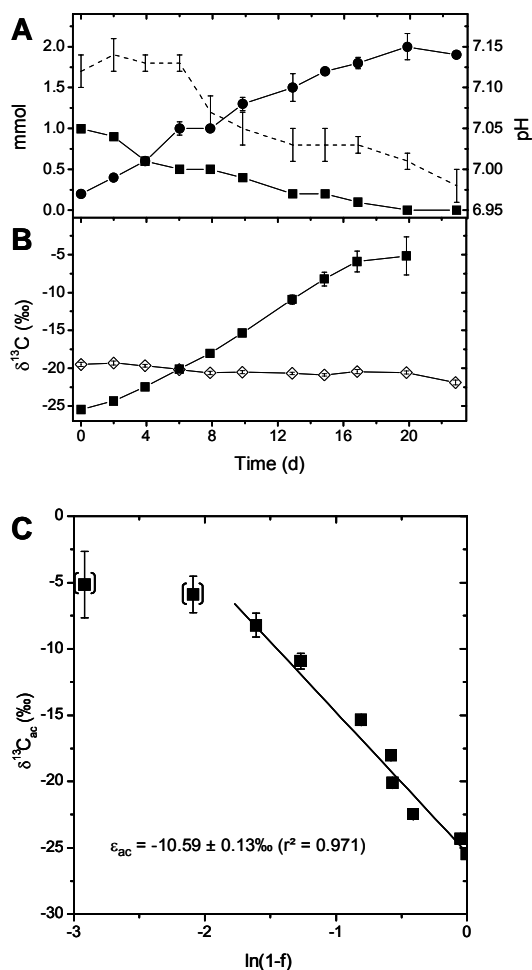 A
2.0
1.5
1.0
0.5
0.0
mmol
7.15
7.10
7.05
7.00
6.95
pH
B
-5
-10
-15
-20
-25
δ¹³C (‰)
0 4 8 12 16 20
Time (d)
C
0
-5
-10
-15
-20
-25
-30
δ¹³C_ac (‰)
ε_ac = -10.59 ± 0.13‰ (r² = 0.971)
-3 -2 -1 0
ln(1-f)